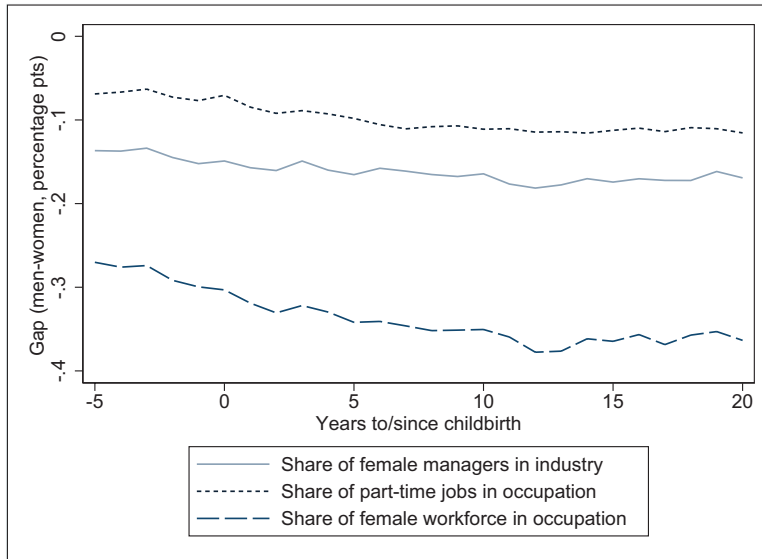 Gap (men-women, percentage pts)
0
-.1
-.2
-.3
-.4
-5
0
5
10
15
20
Years to/since childbirth
Share of female managers in industry
Share of part-time jobs in occupation
Share of female workforce in occupation